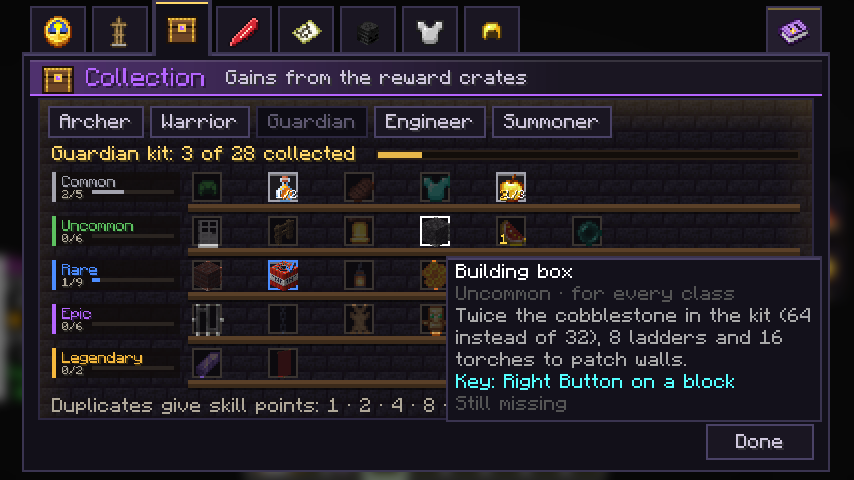 Collection Gains from the reward crates
Archer Warrior Guardian Engineer Summoner
Guardian kit: 3 of 28 collected
Common
2/5
Uncommon
0/6
1
Rare
1/9
Epic
0/6
Legendary
0/2
Building box
Uncommon · for every class
Twice the cobblestone in the kit (64
instead of 32), 8 ladders and 16
torches to patch walls.
Key: Right Button on a block
Still missing
Duplicates give skill points: 1 · 2 · 4 · 8 ·
Done